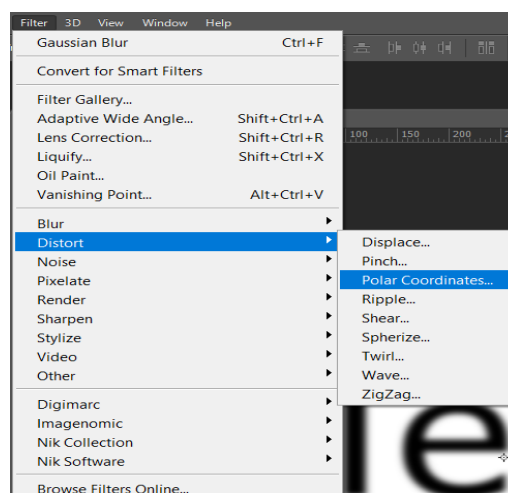 Filter 3D View Window Help
Gaussian Blur Ctrl+F
Convert for Smart Filters
Filter Gallery...
Adaptive Wide Angle... Shift+Ctrl+A
Lens Correction... Shift+Ctrl+R
Liquify... Shift+Ctrl+X
Oil Paint...
Vanishing Point... Alt+Ctrl+V
Blur
Distort
Noise
Pixelate
Render
Sharpen
Stylize
Video
Other
Digimarc
Imagenomic
Nik Collection
Nik Software
Browse Filters Online...
Displace...
Pinch...
Polar Coordinates...
Ripple...
Shear...
Spherize...
Twirl...
Wave...
ZigZag...
100 150 200
e